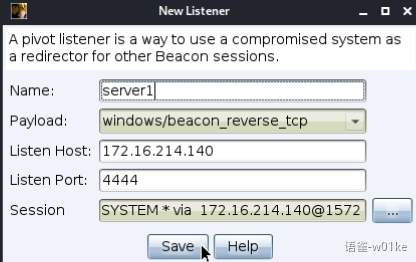 New Listener
A pivot listener is a way to use a compromised system as
a redirector for other Beacon sessions.
Name: server1
Payload: windows/beacon_reverse_tcp
Listen Host: 172.16.214.140
Listen Port: 4444
Session SYSTEM * via 172.16.214.140@1572 ...
Save Help
语雀-w01ke